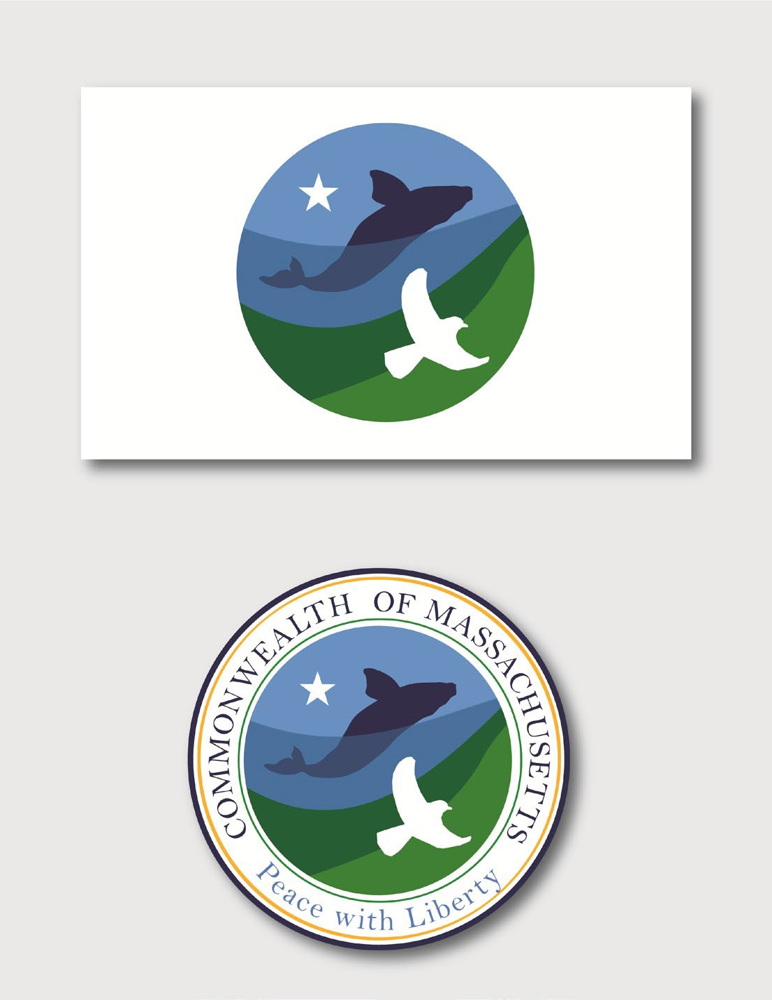 COMMONWEALTH OF MASSACHUSETTS
Peace with Liberty